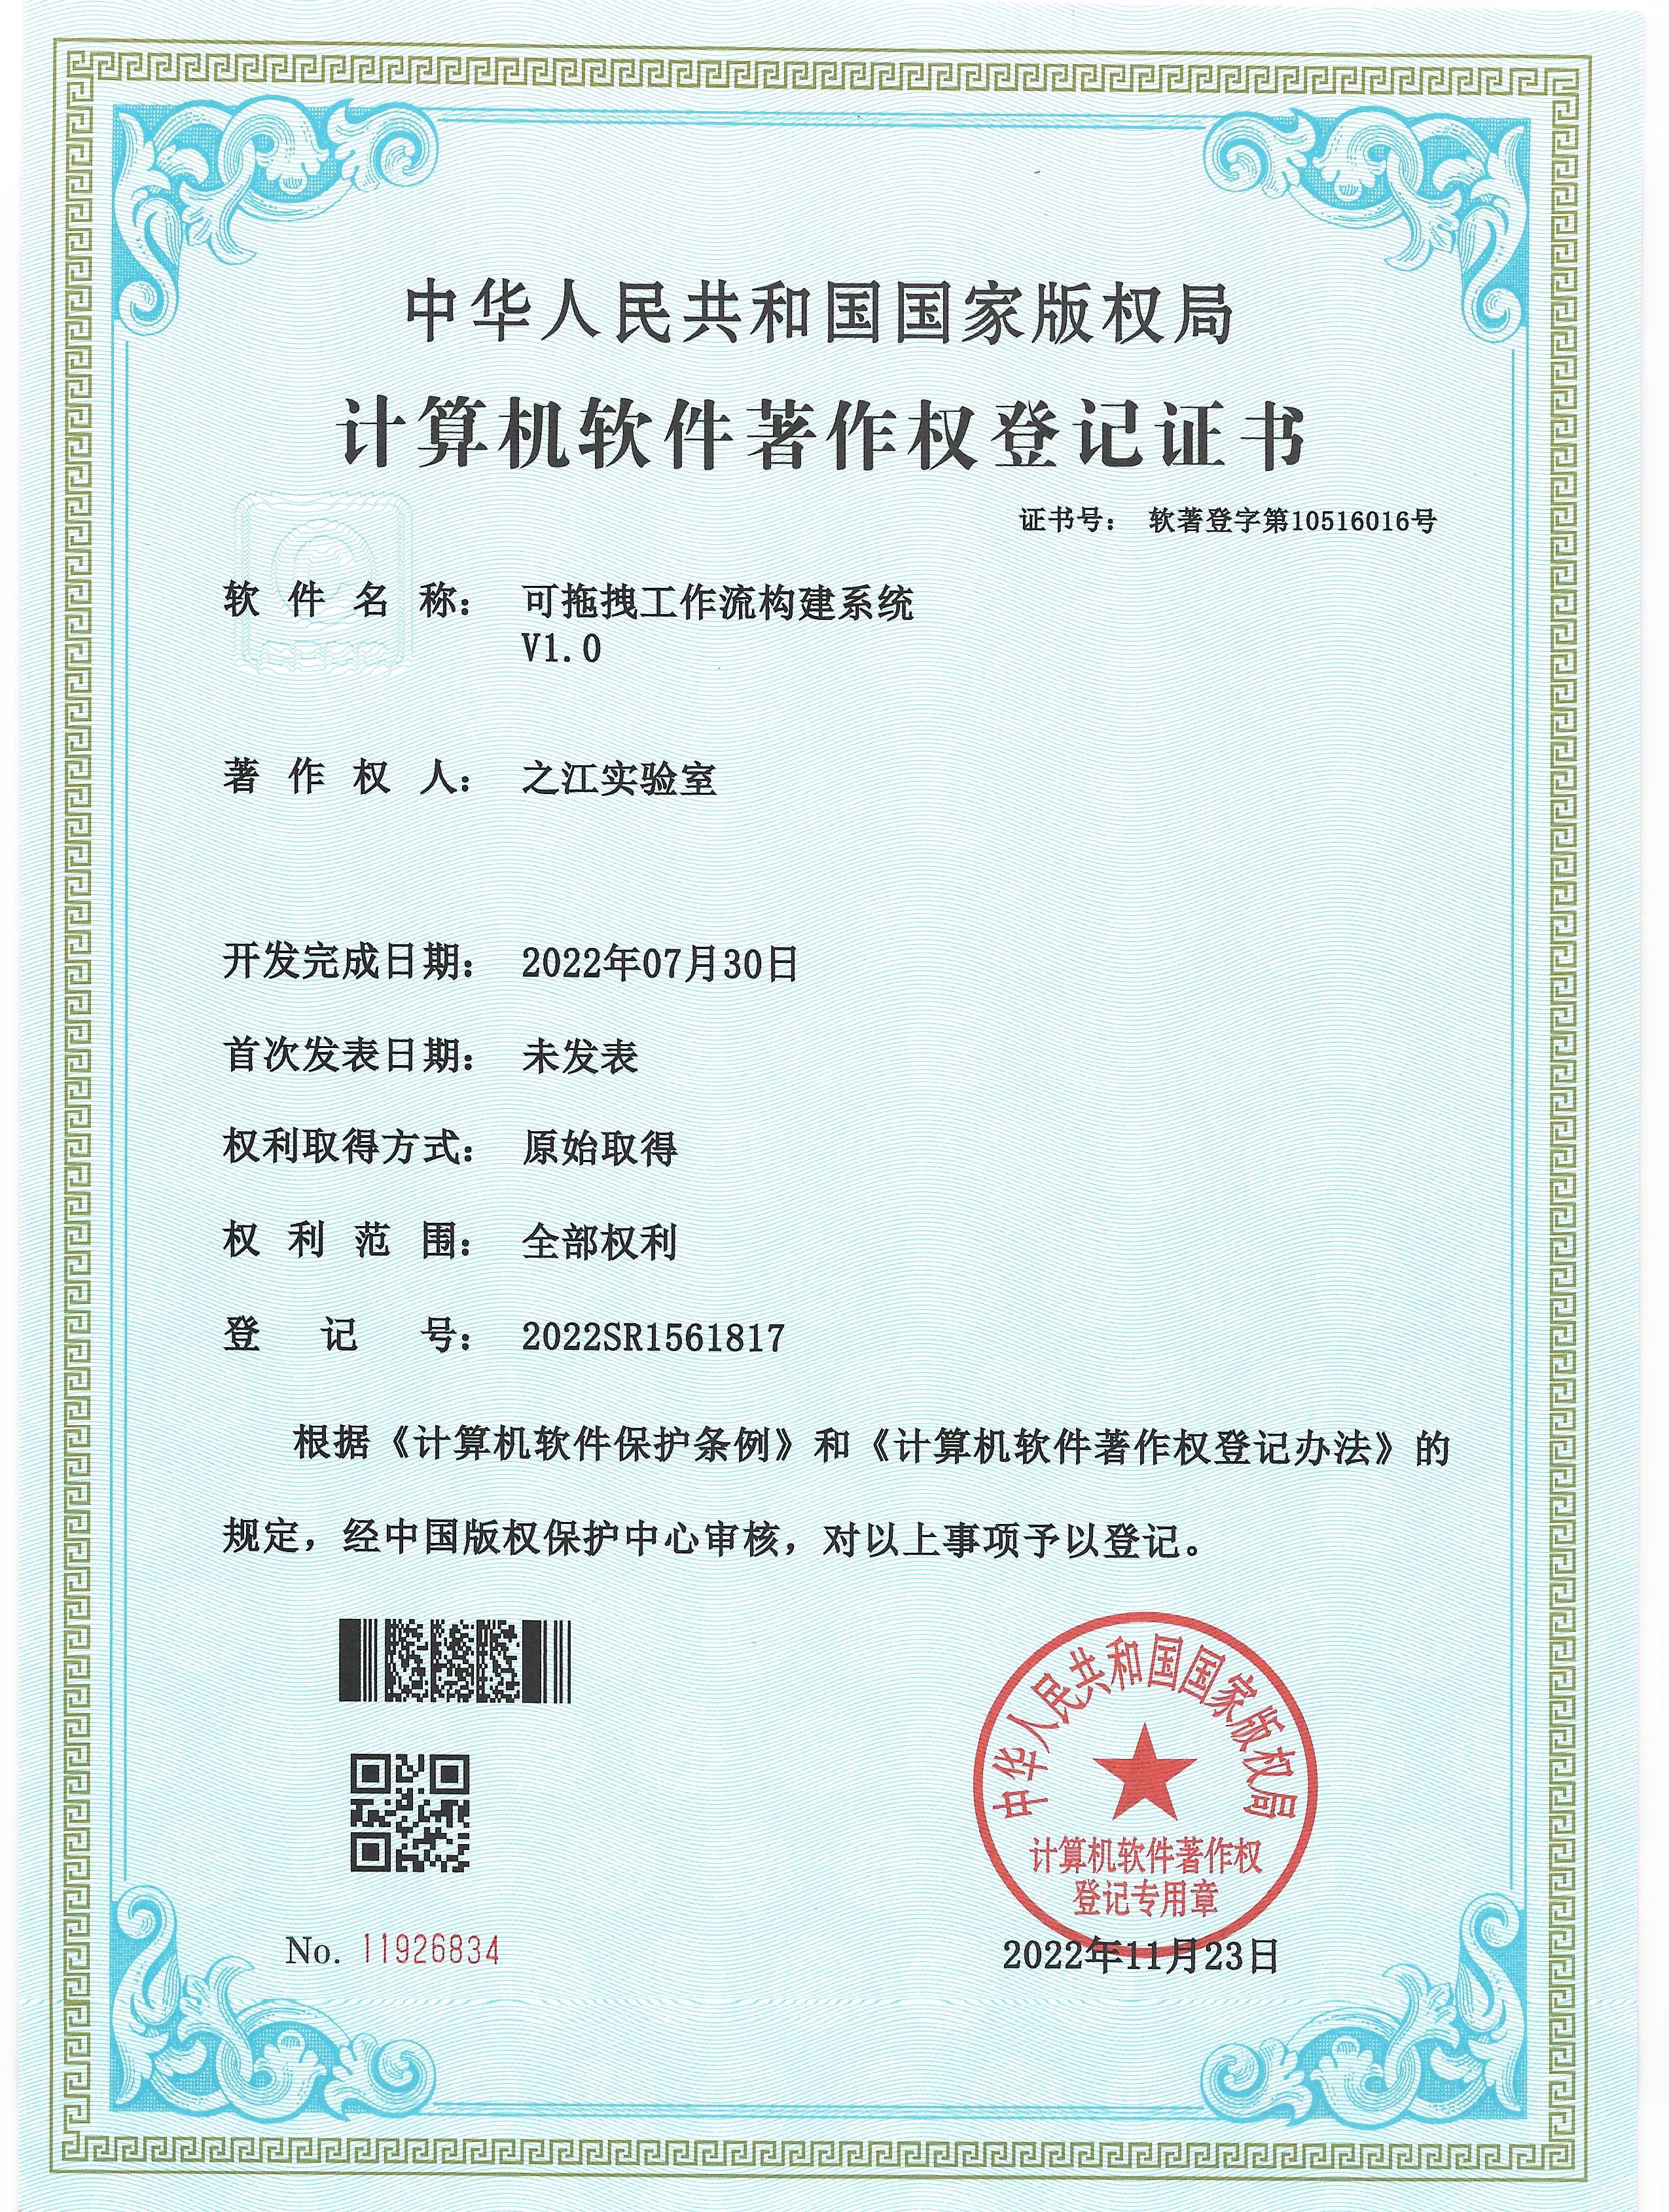 中华人民共和国国家版权局
计算机软件著作权登记证书
证书号： 软著登字第10516016号
软件名称： 可拖拽工作流构建系统
V1.0
著作权人： 之江实验室
开发完成日期： 2022年07月30日
首次发表日期： 未发表
权利取得方式： 原始取得
权利范围： 全部权利
登记号： 2022SR1561817
根据《计算机软件保护条例》和《计算机软件著作权登记办法》的
规定，经中国版权保护中心审核，对以上事项予以登记。
中华人民共和国国家版权局
计算机软件著作权
登记专用章
No. 11926834
2022年11月23日